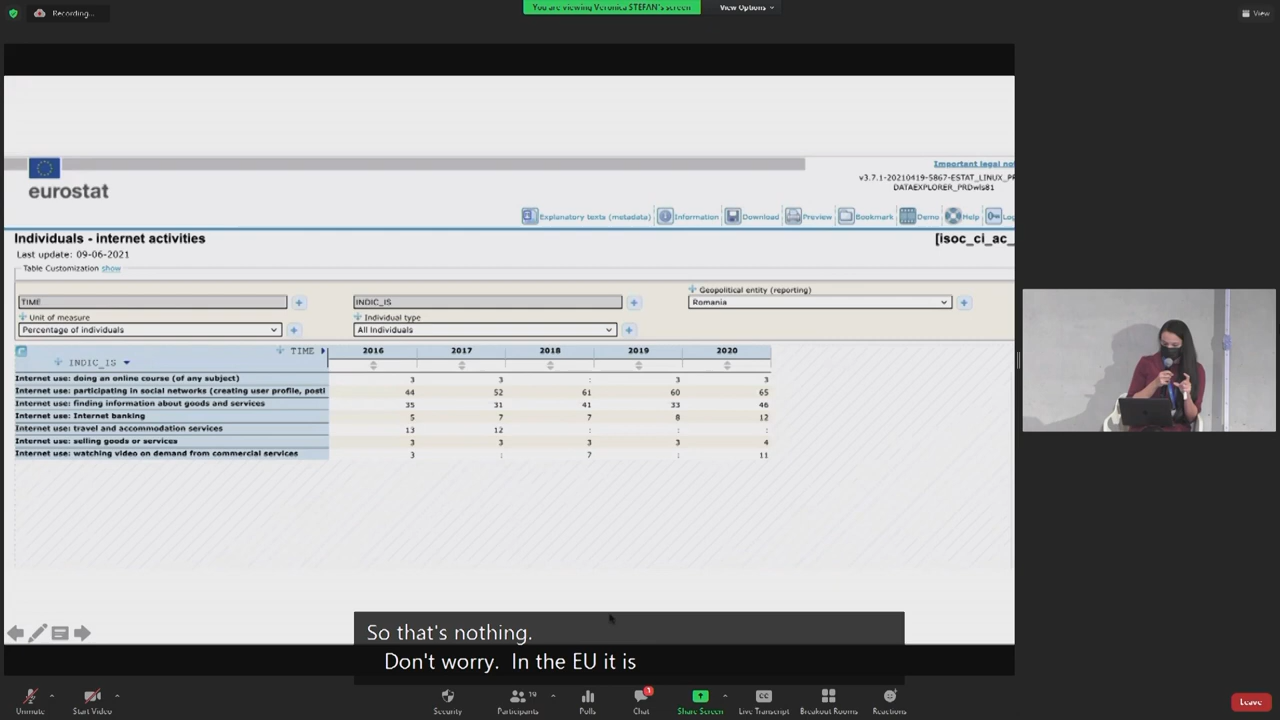 Recording...
You are viewing Veronica STEFAN's screen
View Options
View
eurostat
Important legal no
v3.7.1-20210419-5867-ESTAT_LINUX_PR
DATAEXPLORER_PRDwls81
Explanatory texts (metadata) Information Download Preview Bookmark Demo Help Log
Individuals - internet activities
[isoc_ci_ac_
Last update: 09-06-2021
Table Customization show
Geopolitical entity (reporting)
TIME INDIC_IS Romania
Unit of measure Individual type
Percentage of individuals All Individuals
TIME 2016 2017 2018 2019 2020
INDIC_IS
Internet use: doing an online course (of any subject) 3 3 : 3 3
Internet use: participating in social networks (creating user profile, posti 44 52 61 60 65
Internet use: finding information about goods and services 35 31 41 33 46
Internet use: Internet banking 5 7 7 8 12
Internet use: travel and accommodation services 13 12 : : :
Internet use: selling goods or services 3 3 3 3 4
Internet use: watching video on demand from commercial services 3 : 7 : 11
So that's nothing.
Don't worry. In the EU it is
Unmute Start Video Security Participants 19 Polls Chat 1 Share Screen Live Transcript Breakout Rooms Reactions Leave